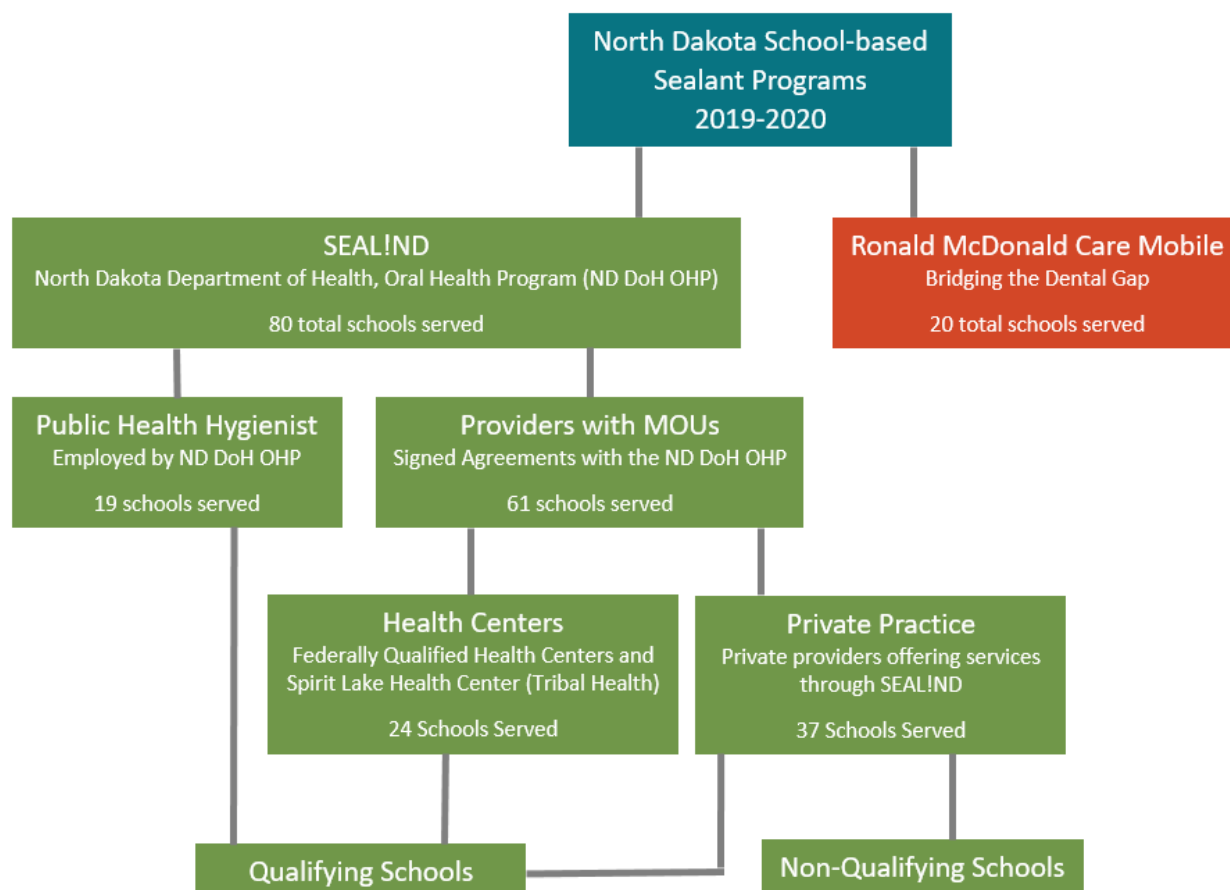 North Dakota School-based
Sealant Programs
2019-2020
SEAL!ND
North Dakota Department of Health, Oral Health Program (ND DoH OHP)
80 total schools served
Ronald McDonald Care Mobile
Bridging the Dental Gap
20 total schools served
Public Health Hygienist
Employed by ND DoH OHP
19 schools served
Providers with MOUs
Signed Agreements with the ND DoH OHP
61 schools served
Health Centers
Federally Qualified Health Centers and
Spirit Lake Health Center (Tribal Health)
24 Schools Served
Private Practice
Private providers offering services
through SEAL!ND
37 Schools Served
Qualifying Schools
Non-Qualifying Schools